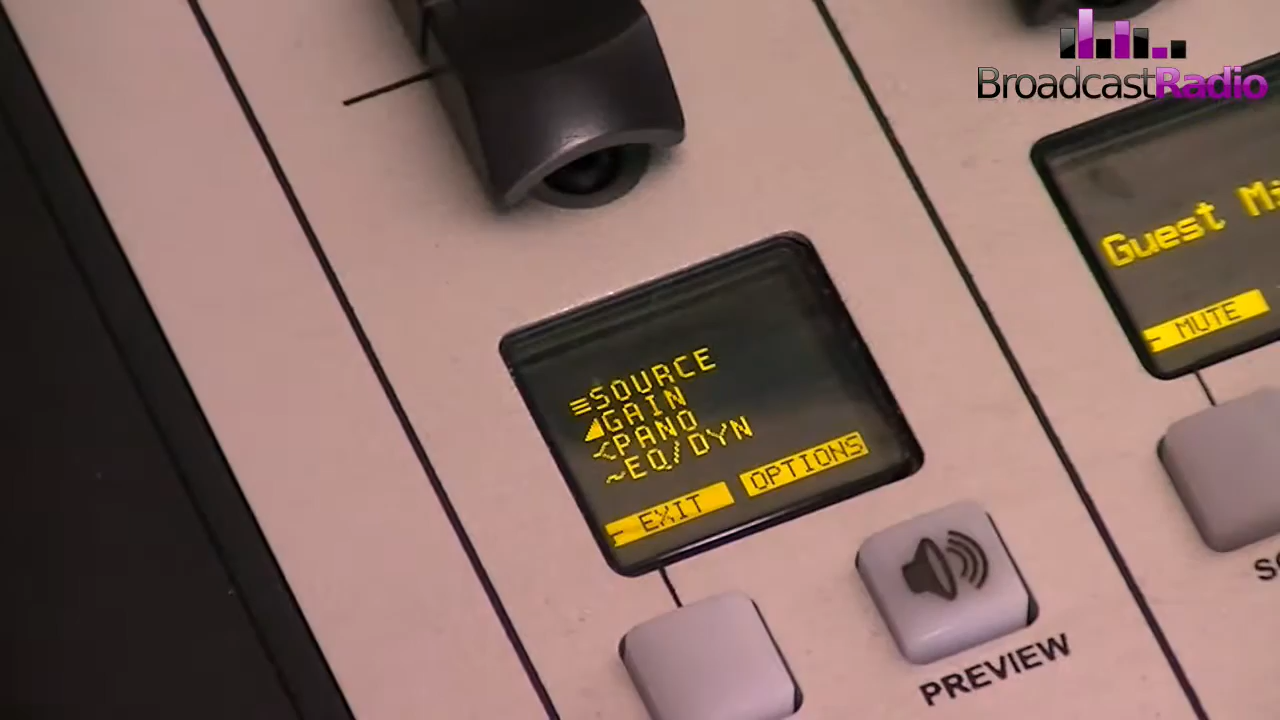 BroadcastRadio
Guest
MUTE
≡SOURCE
◢GAIN
<PANO
~EQ/DYN
EXIT
OPTIONS
PREVIEW